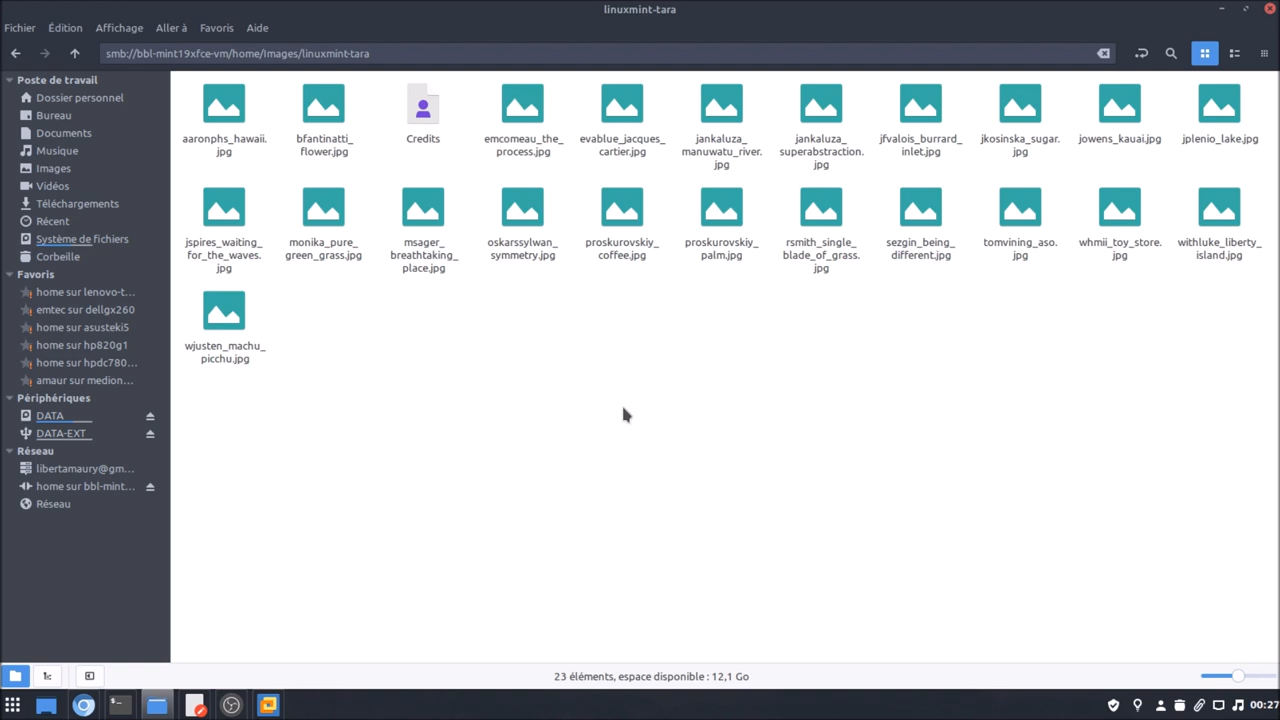 linuxmint-tara
Fichier Édition Affichage Aller à Favoris Aide
smb://bbl-mint19xfce-vm/home/Images/linuxmint-tara
Poste de travail
Dossier personnel
Bureau
Documents
Musique
Images
Vidéos
Téléchargements
Récent
Système de fichiers
Corbeille
Favoris
home sur lenovo-t...
emtec sur dellgx260
home sur asusteki5
home sur hp820g1
home sur hpdc780...
amaur sur medion...
Périphériques
DATA
DATA-EXT
Réseau
libertamaury@gm...
home sur bbl-mint...
Réseau
aaronphs_hawaii.
jpg
bfantinatti_
flower.jpg
Credits
emcomeau_the_
process.jpg
evablue_jacques_
cartier.jpg
jankaluza_
manuwatu_river.
jpg
jankaluza_
superabstraction.
jpg
jfvalois_burrard_
inlet.jpg
jkosinska_sugar.
jpg
jowens_kauai.jpg
jplenio_lake.jpg
jspires_waiting_
for_the_waves.
jpg
monika_pure_
green_grass.jpg
msager_
breathtaking_
place.jpg
oskarssylwan_
symmetry.jpg
proskurovskiy_
coffee.jpg
proskurovskiy_
palm.jpg
rsmith_single_
blade_of_grass.
jpg
sezgin_being_
different.jpg
tomvining_aso.
jpg
whmii_toy_store.
jpg
withluke_liberty_
island.jpg
wjusten_machu_
picchu.jpg
23 éléments, espace disponible : 12,1 Go
00:27